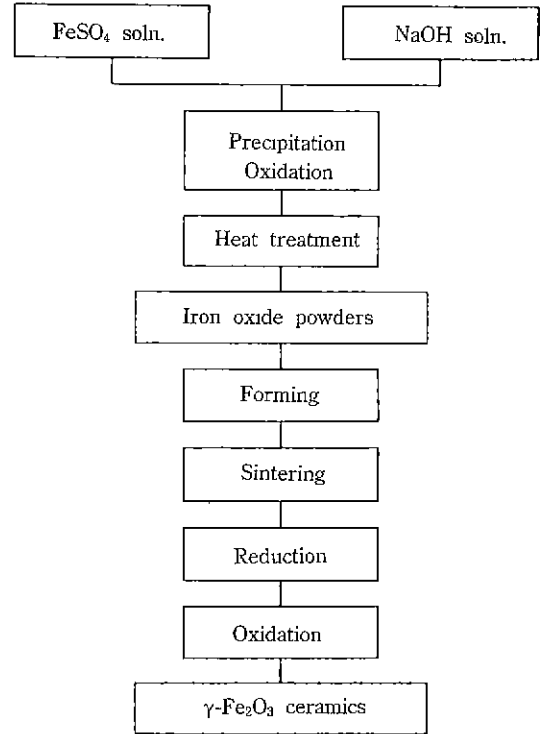 FeSO₄ soln.
NaOH soln.
Precipitation
Oxidation
Heat treatment
Iron oxide powders
Forming
Sintering
Reduction
Oxidation
γ-Fe₂O₃ ceramics